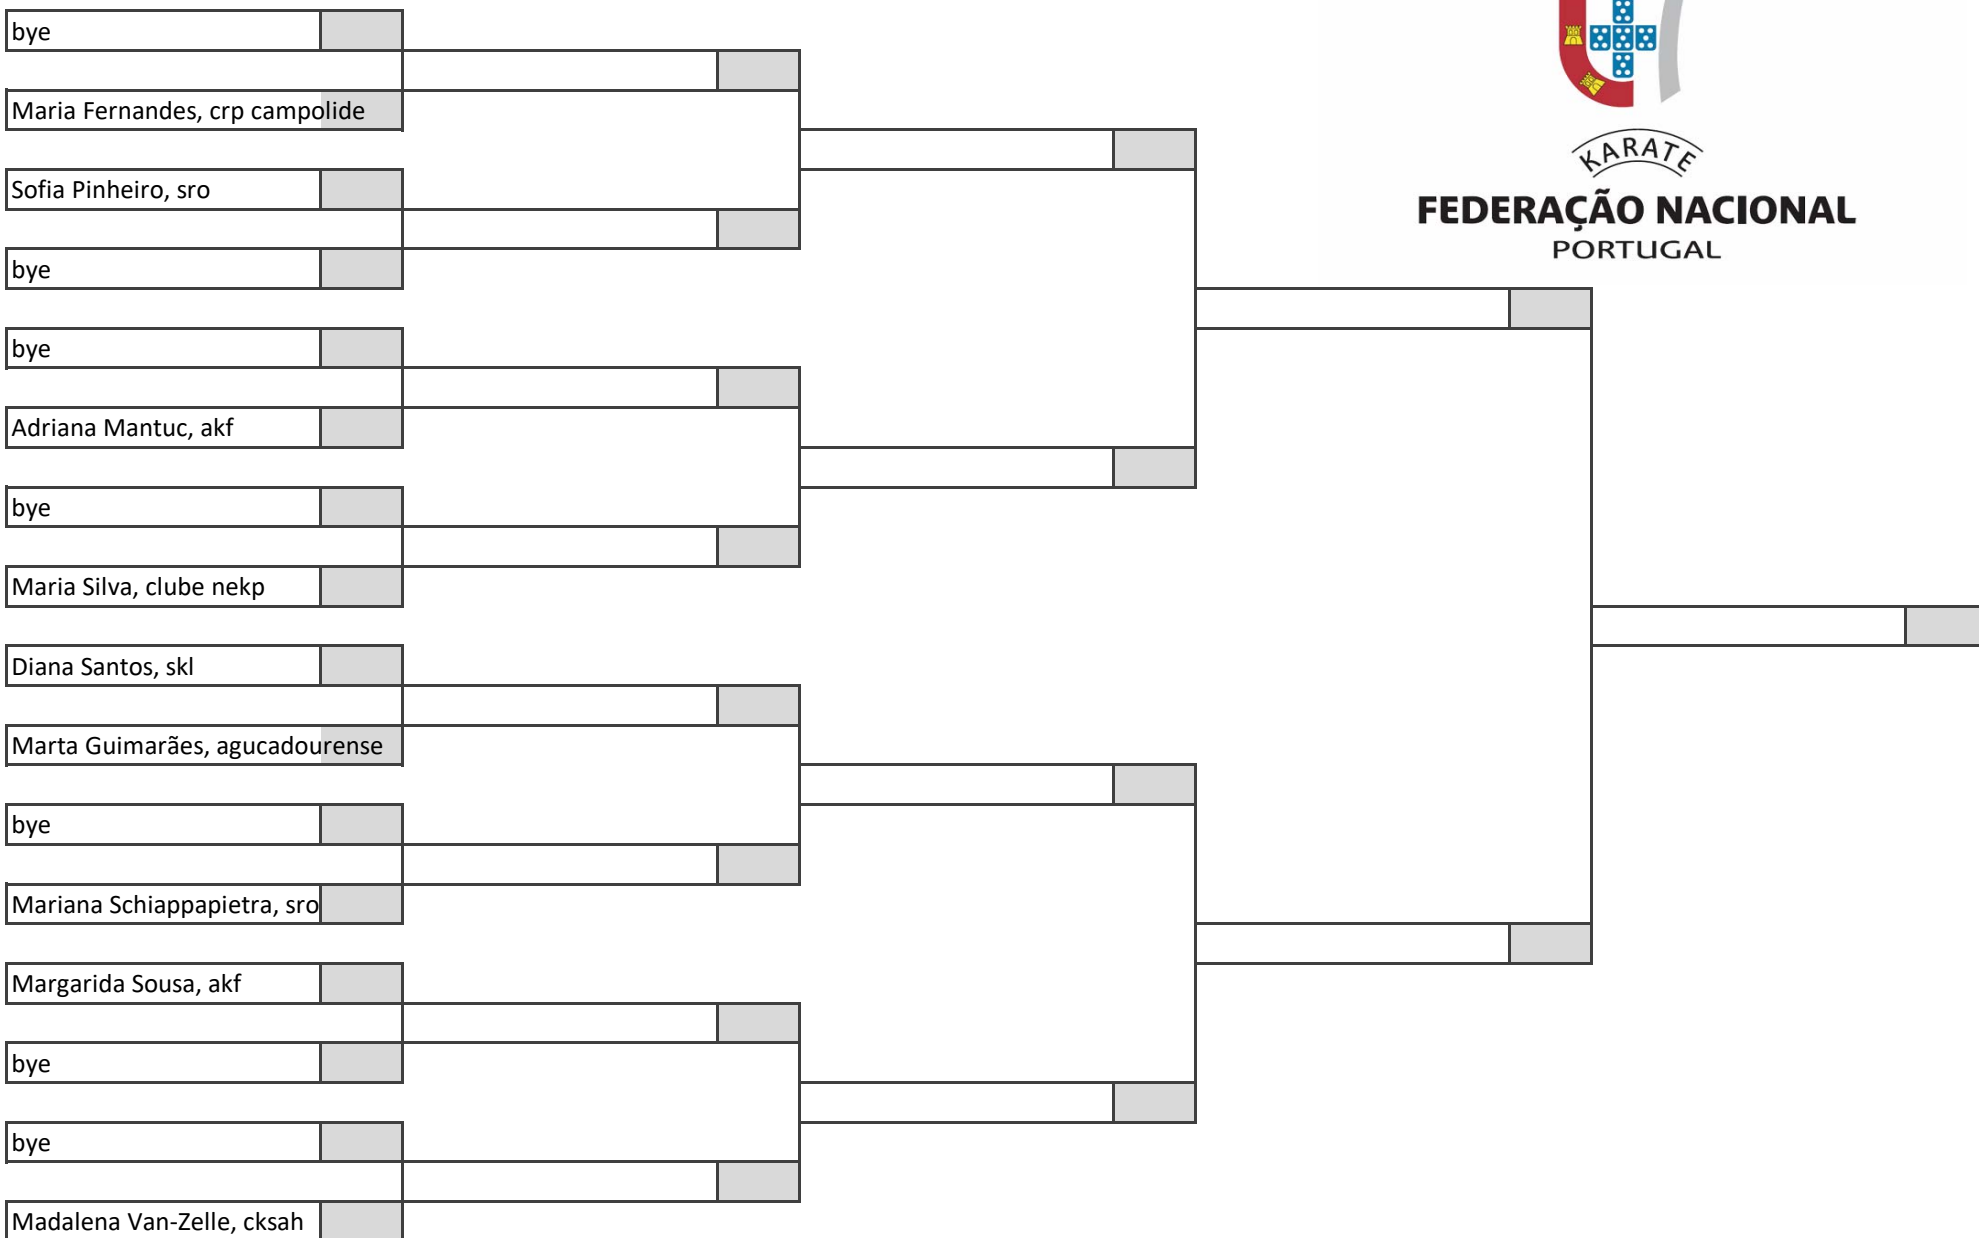 bye
Maria Fernandes, crp campolide
Sofia Pinheiro, sro
bye
bye
Adriana Mantuc, akf
bye
Maria Silva, clube nekp
Diana Santos, skl
Marta Guimarães, agucadourense
bye
Mariana Schiappapietra, sro
Margarida Sousa, akf
bye
bye
Madalena Van-Zelle, cksah
KARATE
FEDERAÇÃO NACIONAL
PORTUGAL